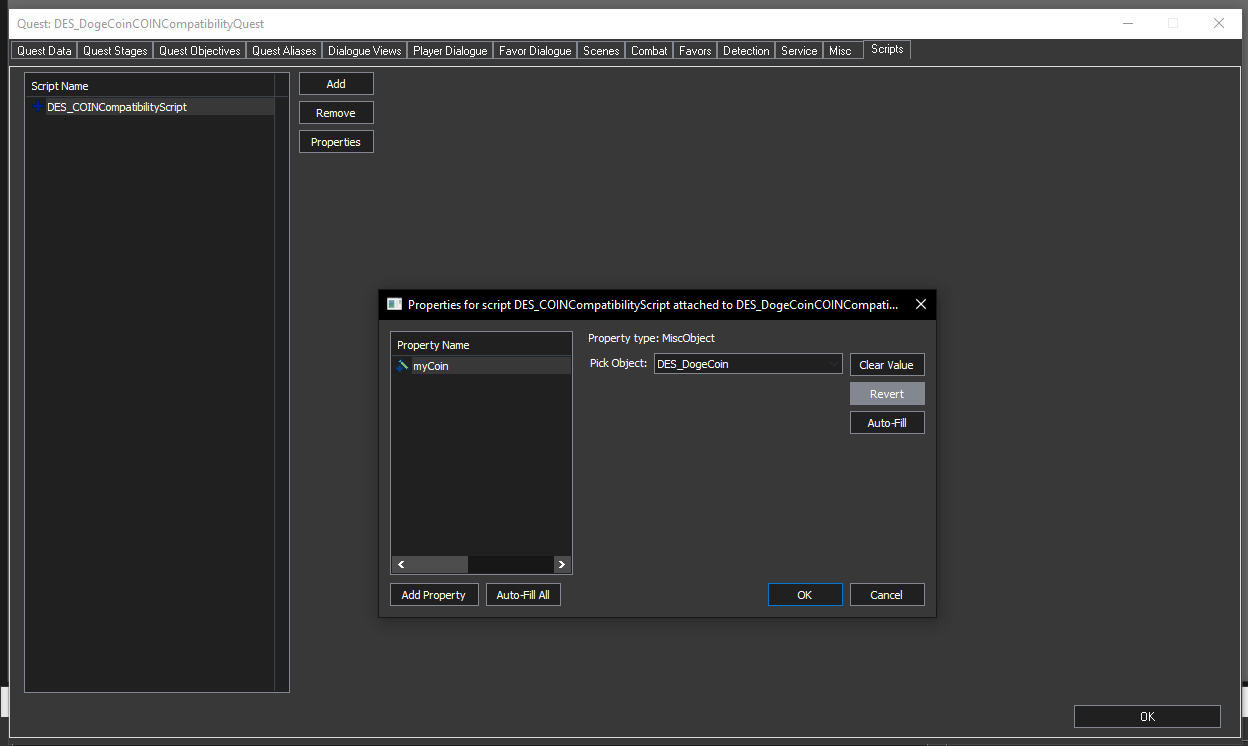 Quest: DES_DogeCoinCOINCompatibilityQuest
Quest Data Quest Stages Quest Objectives Quest Aliases Dialogue Views Player Dialogue Favor Dialogue Scenes Combat Favors Detection Service Misc Scripts
Script Name
DES_COINCompatibilityScript
Add
Remove
Properties
Properties for script DES_COINCompatibilityScript attached to DES_DogeCoinCOINCompati...
Property Name
myCoin
Property type: MiscObject
Pick Object: DES_DogeCoin
Clear Value
Revert
Auto-Fill
Add Property Auto-Fill All
OK Cancel
OK